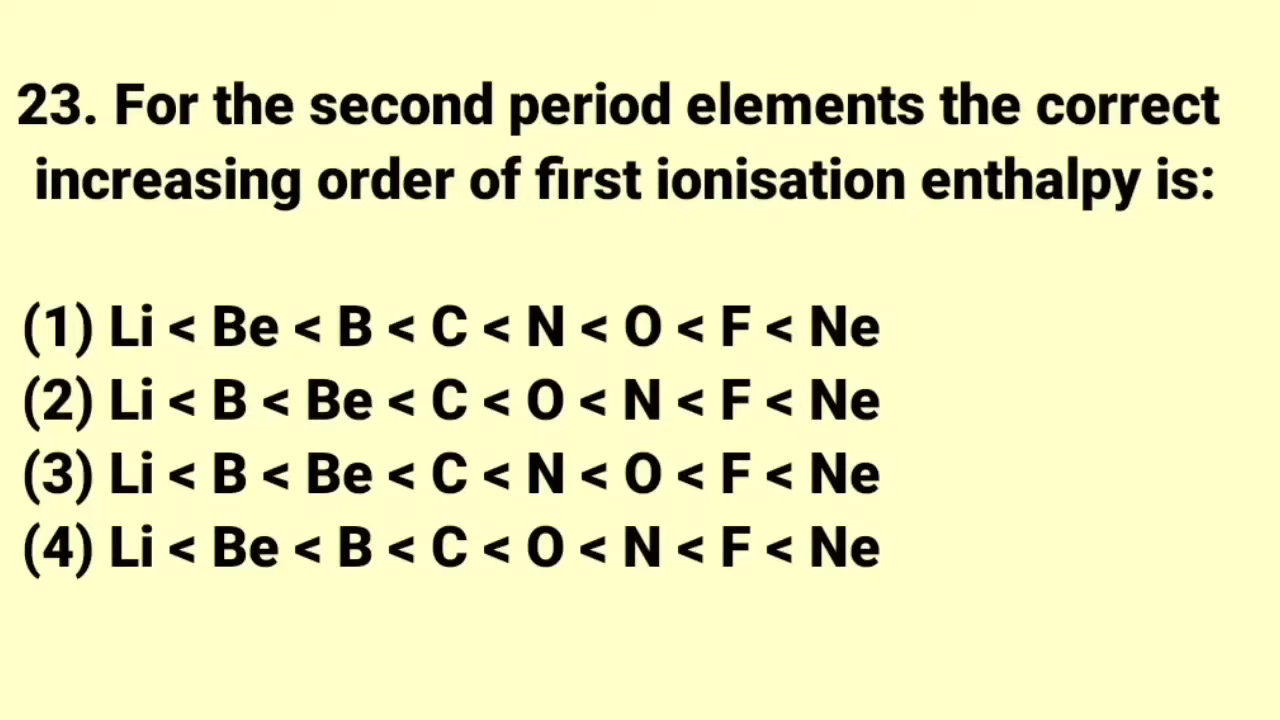 23. For the second period elements the correct
increasing order of first ionisation enthalpy is:
(1) Li < Be < B < C < N < O < F < Ne
(2) Li < B < Be < C < O < N < F < Ne
(3) Li < B < Be < C < N < O < F < Ne
(4) Li < Be < B < C < O < N < F < Ne